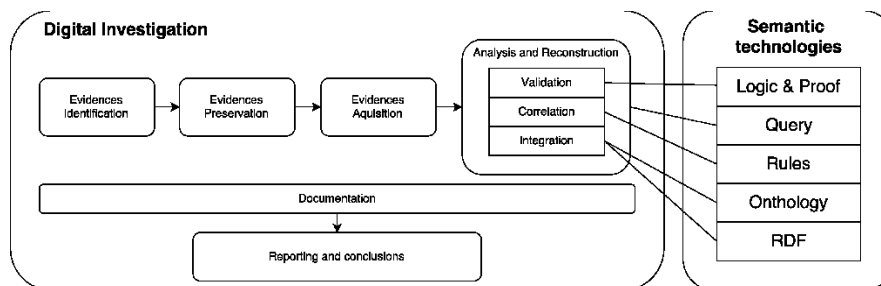 Digital Investigation
Evidences
Identification
Evidences
Preservation
Evidences
Aquisition
Analysis and Reconstruction
Validation
Correlation
Integration
Documentation
Reporting and conclusions
Semantic
technologies
Logic & Proof
Query
Rules
Onthology
RDF